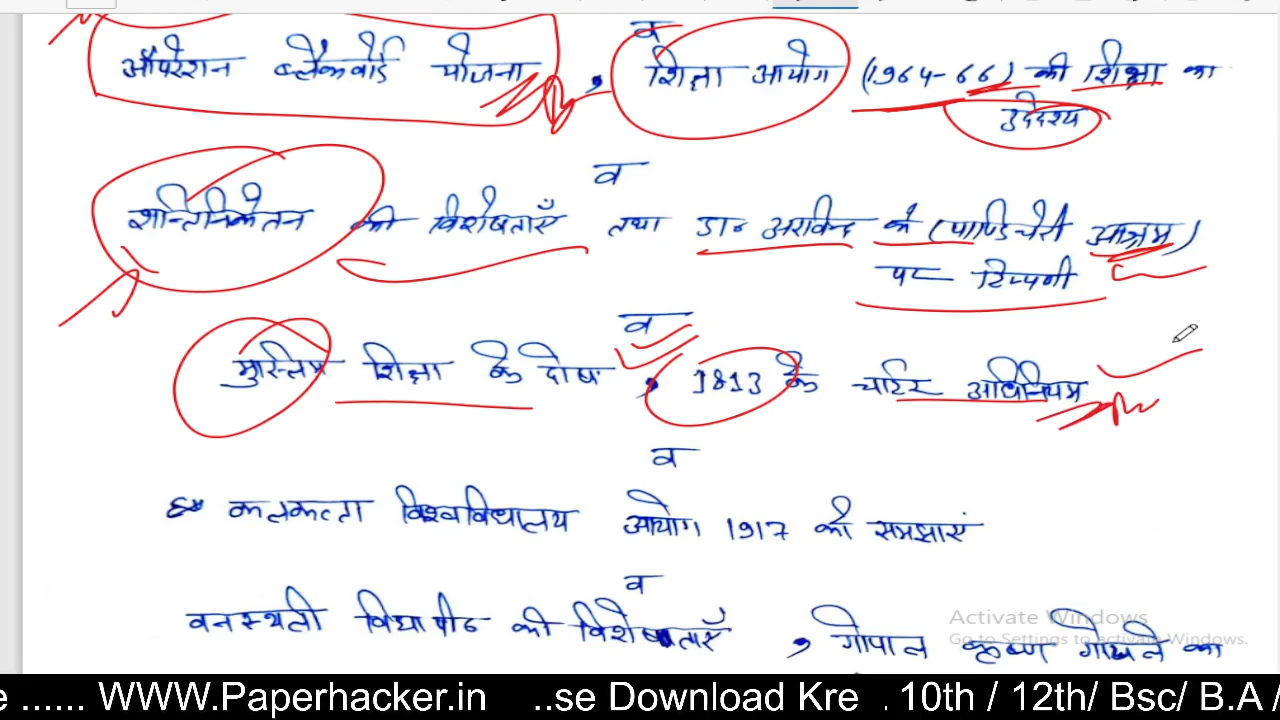 व
ऑपरेशन ब्लैकबोर्ड योजना , शिक्षा आयोग (1964-66) की शिक्षा का
उद्देश्य
व
शान्तिनिकेतन की विशेषताएँ तथा डा० अरविन्द के (पाण्डिचेरी आश्रम)
पर टिप्पणी
व
मुस्लिम शिक्षा के दोष , 1813 के चार्टर अधिनियम
व
कलकत्ता विश्वविधालय आयोग 1917 की समस्याएं
व
वनस्थली विद्यापीठ की विशेषताएँ , गोपाल कृष्ण गोखले का
Activate Windows
Go to Settings to activate Windows.
e ...... WWW.Paperhacker.in ..se Download Kre . 10th / 12th/ Bsc/ B.A /